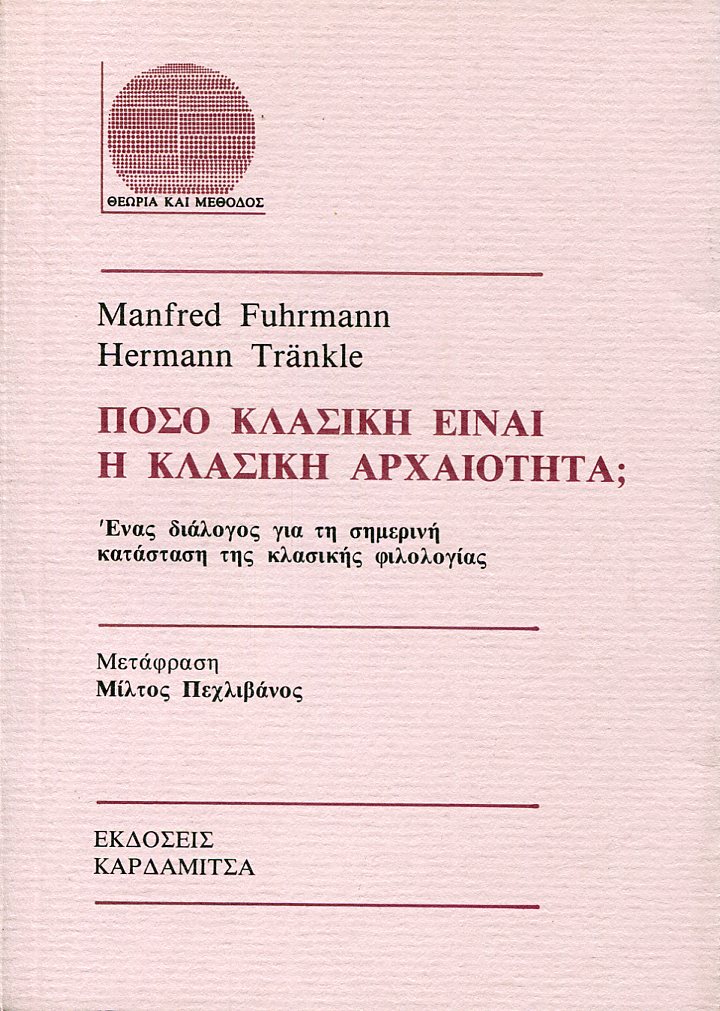 ΘΕΩΡΙΑ ΚΑΙ ΜΕΘΟΔΟΣ
Manfred Fuhrmann
Hermann Tränkle
ΠΟΣΟ ΚΛΑΣΙΚΗ ΕΙΝΑΙ
Η ΚΛΑΣΙΚΗ ΑΡΧΑΙΟΤΗΤΑ;
Ένας διάλογος για τη σημερινή
κατάσταση της κλασικής φιλολογίας
Μετάφραση
Μίλτος Πεχλιβάνος
ΕΚΔΟΣΕΙΣ
ΚΑΡΔΑΜΙΤΣΑ